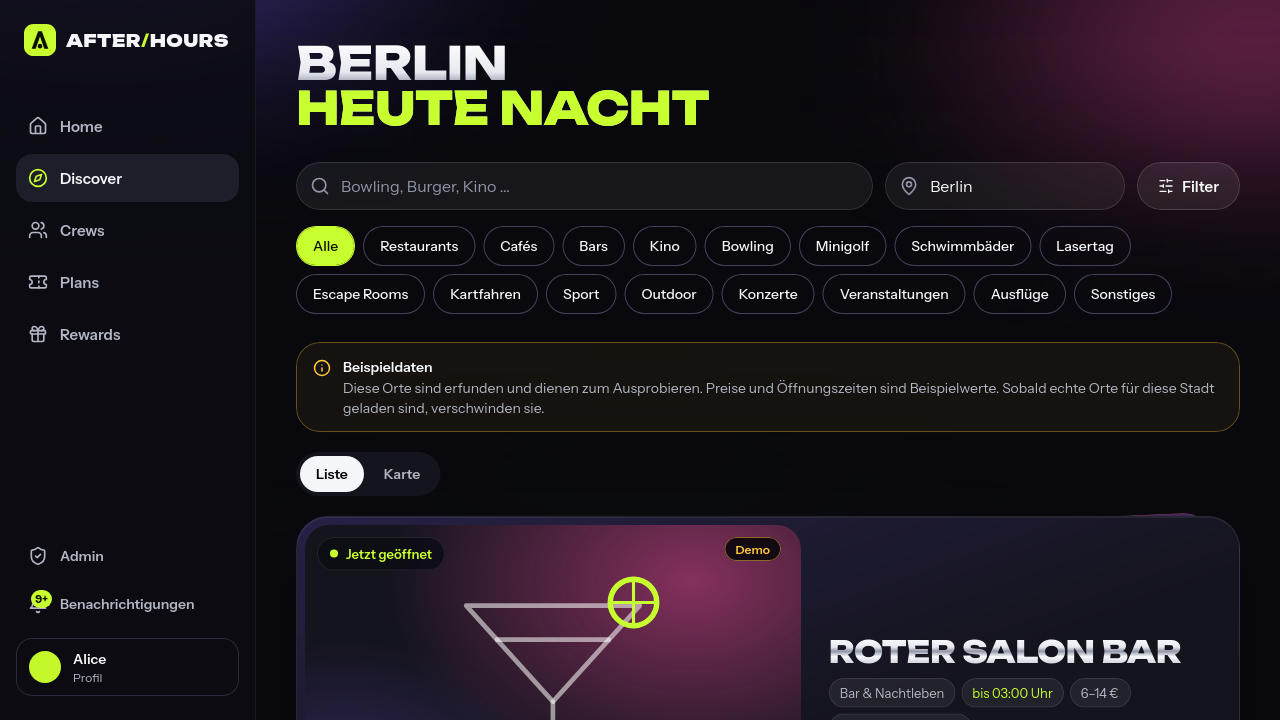 AFTER/HOURS
Home
Discover
Crews
Plans
Rewards
Admin
9+
Benachrichtigungen
Alice
Profil
BERLIN
HEUTE NACHT
Bowling, Burger, Kino ...
Berlin
Filter
Alle
Restaurants
Cafés
Bars
Kino
Bowling
Minigolf
Schwimmbäder
Lasertag
Escape Rooms
Kartfahren
Sport
Outdoor
Konzerte
Veranstaltungen
Ausflüge
Sonstiges
Beispieldaten
Diese Orte sind erfunden und dienen zum Ausprobieren. Preise und Öffnungszeiten sind Beispielwerte. Sobald echte Orte für diese Stadt
geladen sind, verschwinden sie.
Liste
Karte
Jetzt geöffnet
Demo
ROTER SALON BAR
Bar & Nachtleben
bis 03:00 Uhr
6–14 €